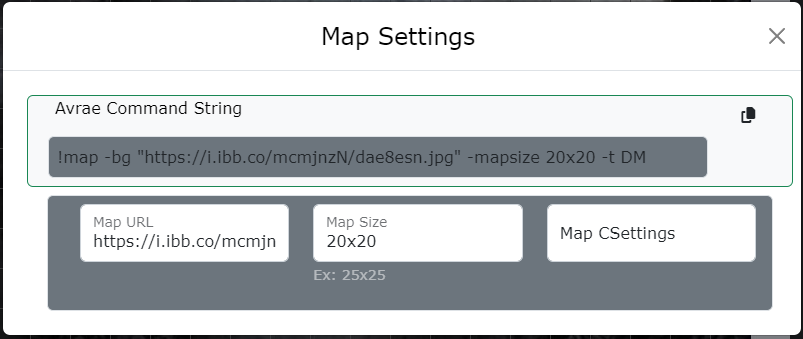 Map Settings
Avrae Command String
!map -bg "https://i.ibb.co/mcmjnzN/dae8esn.jpg" -mapsize 20x20 -t DM
Map URL
https://i.ibb.co/mcmjn
Map Size
20x20
Map CSettings
Ex: 25x25